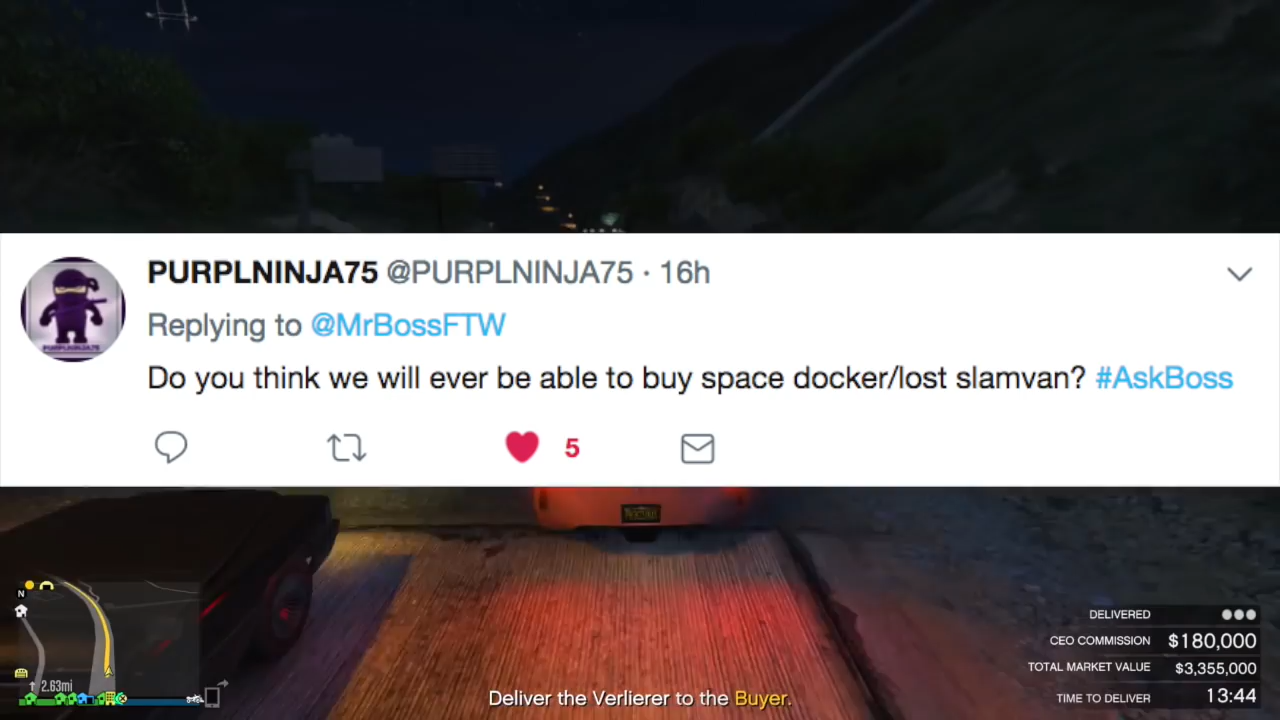 PURPLNINJA75 @PURPLNINJA75 · 16h
Replying to @MrBossFTW
Do you think we will ever be able to buy space docker/lost slamvan? #AskBoss
5
N
2.63mi
DELIVERED
CEO COMMISSION $180,000
TOTAL MARKET VALUE $3,355,000
TIME TO DELIVER 13:44
Deliver the Verlierer to the Buyer.